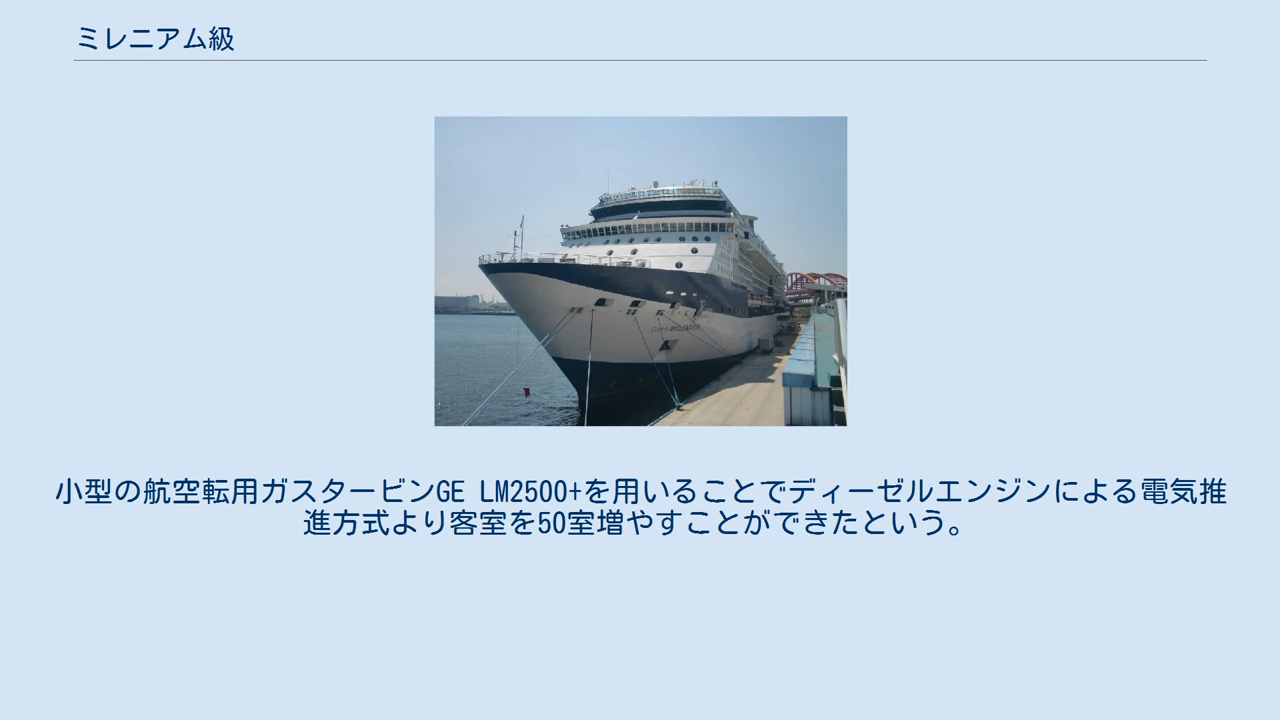 ミレニアム級
小型の航空転用ガスタービンGE LM2500+を用いることでディーゼルエンジンによる電気推
進方式より客室を50室増やすことができたという。